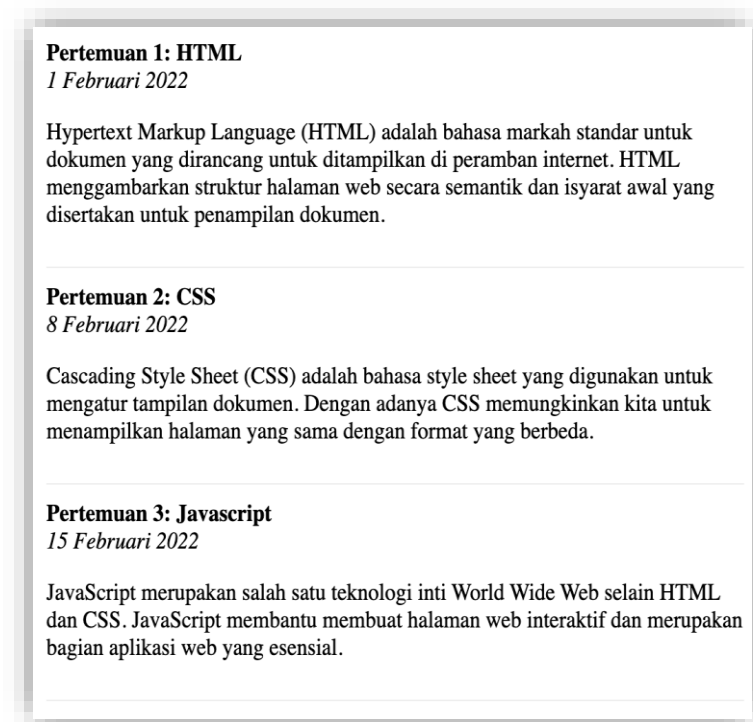 Pertemuan 1: HTML
1 Februari 2022
Hypertext Markup Language (HTML) adalah bahasa markah standar untuk
dokumen yang dirancang untuk ditampilkan di peramban internet. HTML
menggambarkan struktur halaman web secara semantik dan isyarat awal yang
disertakan untuk penampilan dokumen.
Pertemuan 2: CSS
8 Februari 2022
Cascading Style Sheet (CSS) adalah bahasa style sheet yang digunakan untuk
mengatur tampilan dokumen. Dengan adanya CSS memungkinkan kita untuk
menampilkan halaman yang sama dengan format yang berbeda.
Pertemuan 3: Javascript
15 Februari 2022
JavaScript merupakan salah satu teknologi inti World Wide Web selain HTML
dan CSS. JavaScript membantu membuat halaman web interaktif dan merupakan
bagian aplikasi web yang esensial.